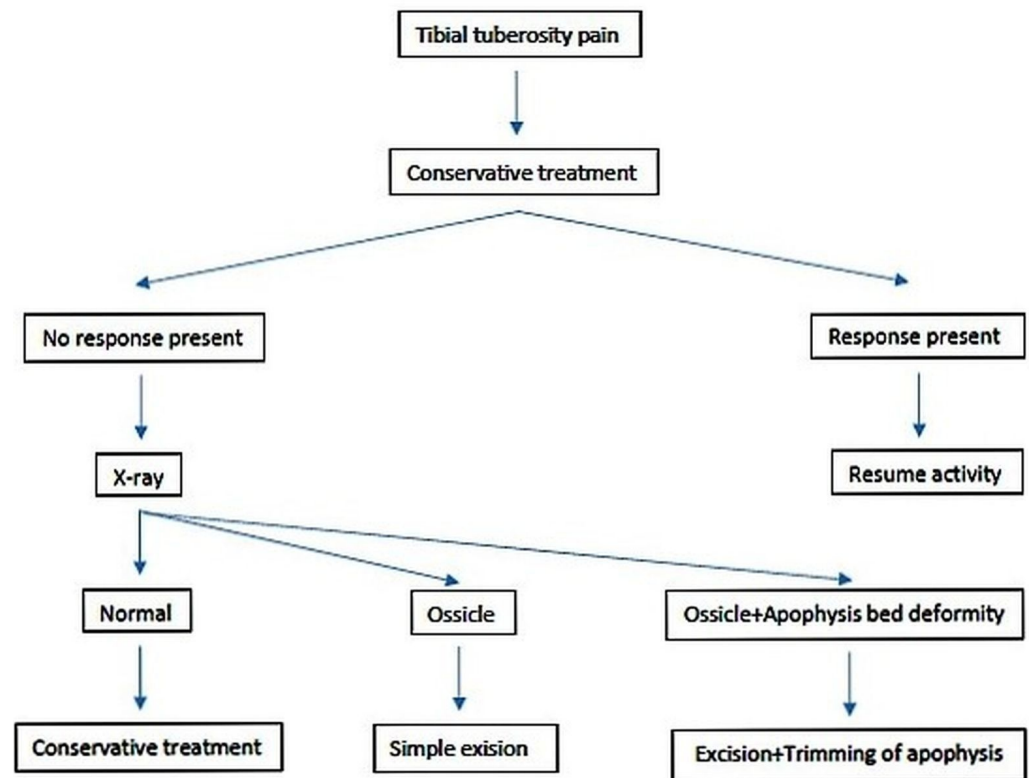 Tibial tuberosity pain
Conservative treatment
No response present
Response present
X-ray
Resume activity
Normal
Ossicle
Ossicle+Apophysis bed deformity
Conservative treatment
Simple exision
Excision+Trimming of apophysis